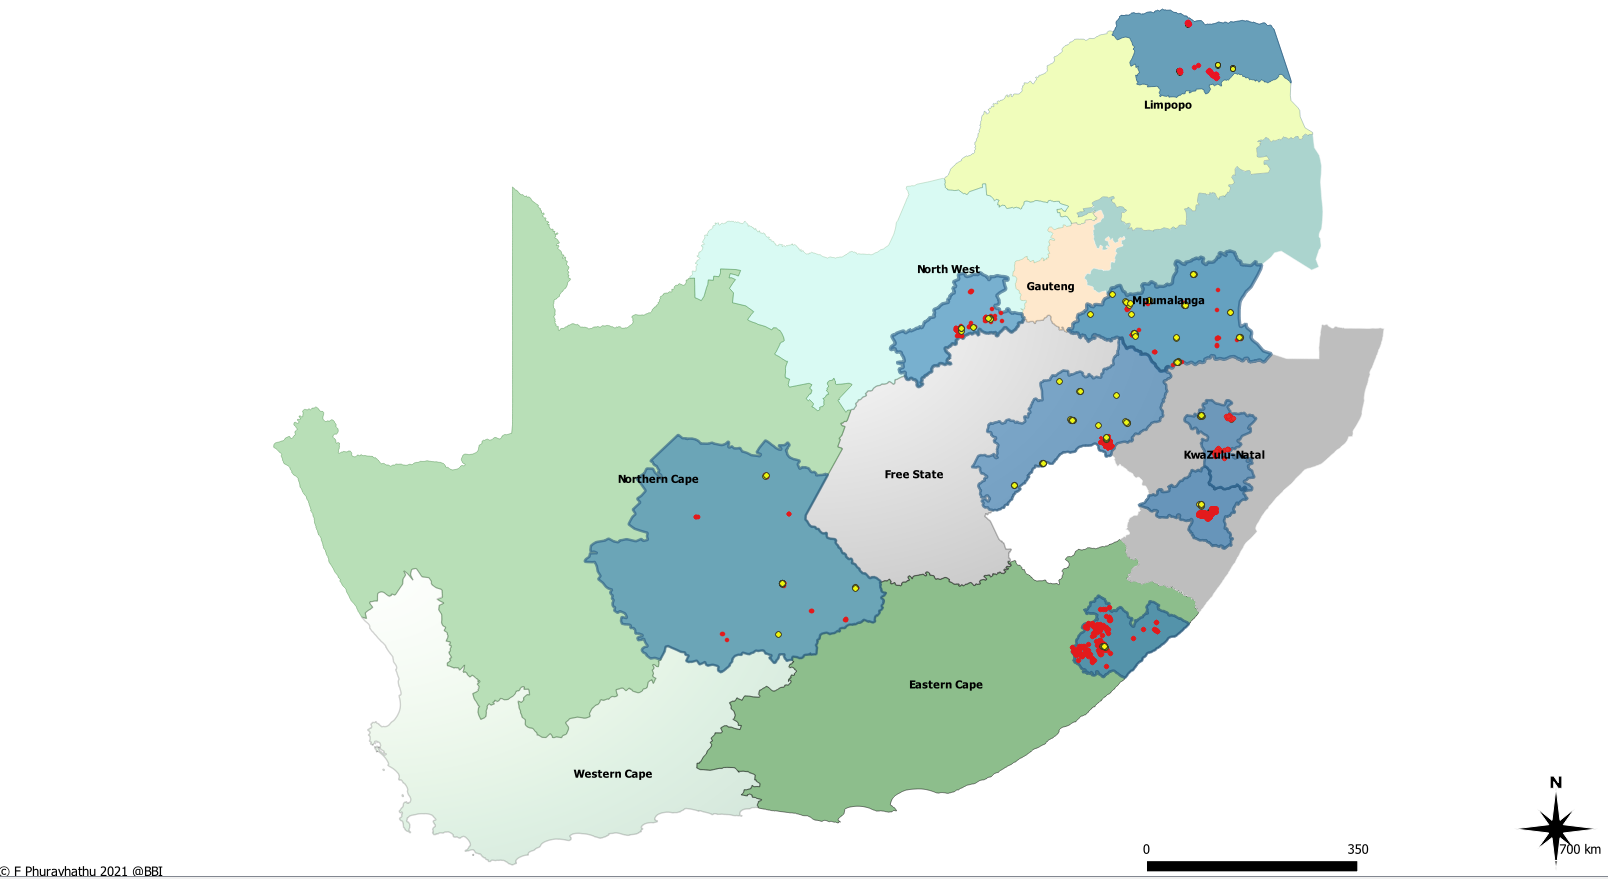 Limpopo
North West
Gauteng
Mpumalanga
KwaZulu-Natal
Free State
Northern Cape
Eastern Cape
Western Cape
N
0 350 700 km
© F Phuravhathu 2021 @BBI